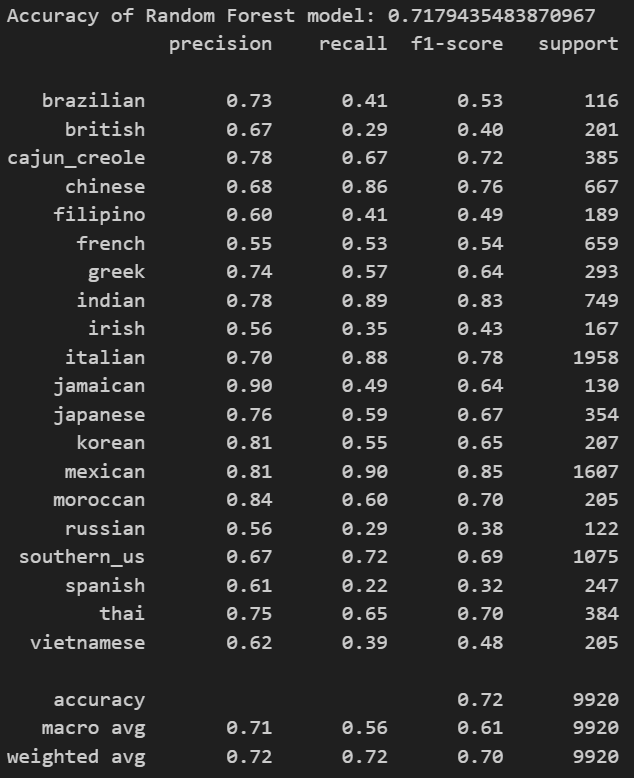 Accuracy of Random Forest model: 0.7179435483870967
precision recall f1-score support
brazilian 0.73 0.41 0.53 116
british 0.67 0.29 0.40 201
cajun_creole 0.78 0.67 0.72 385
chinese 0.68 0.86 0.76 667
filipino 0.60 0.41 0.49 189
french 0.55 0.53 0.54 659
greek 0.74 0.57 0.64 293
indian 0.78 0.89 0.83 749
irish 0.56 0.35 0.43 167
italian 0.70 0.88 0.78 1958
jamaican 0.90 0.49 0.64 130
japanese 0.76 0.59 0.67 354
korean 0.81 0.55 0.65 207
mexican 0.81 0.90 0.85 1607
moroccan 0.84 0.60 0.70 205
russian 0.56 0.29 0.38 122
southern_us 0.67 0.72 0.69 1075
spanish 0.61 0.22 0.32 247
thai 0.75 0.65 0.70 384
vietnamese 0.62 0.39 0.48 205
accuracy 0.72 9920
macro avg 0.71 0.56 0.61 9920
weighted avg 0.72 0.72 0.70 9920